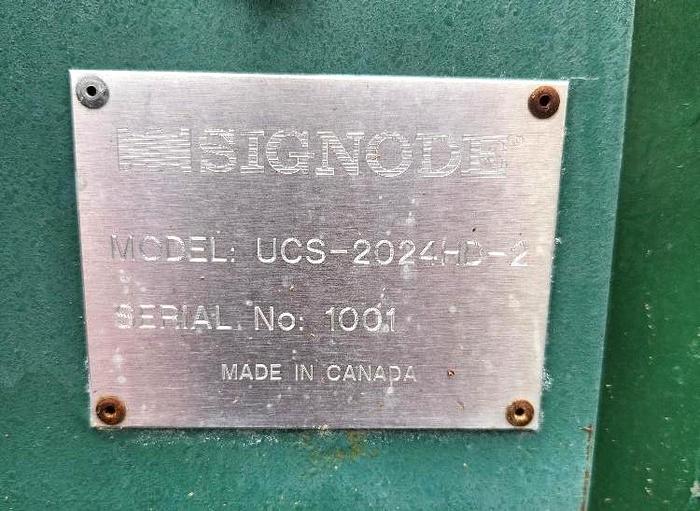 SIGNODE®
MODEL: UCS-2024HD-2
SERIAL No: 1001
MADE IN CANADA